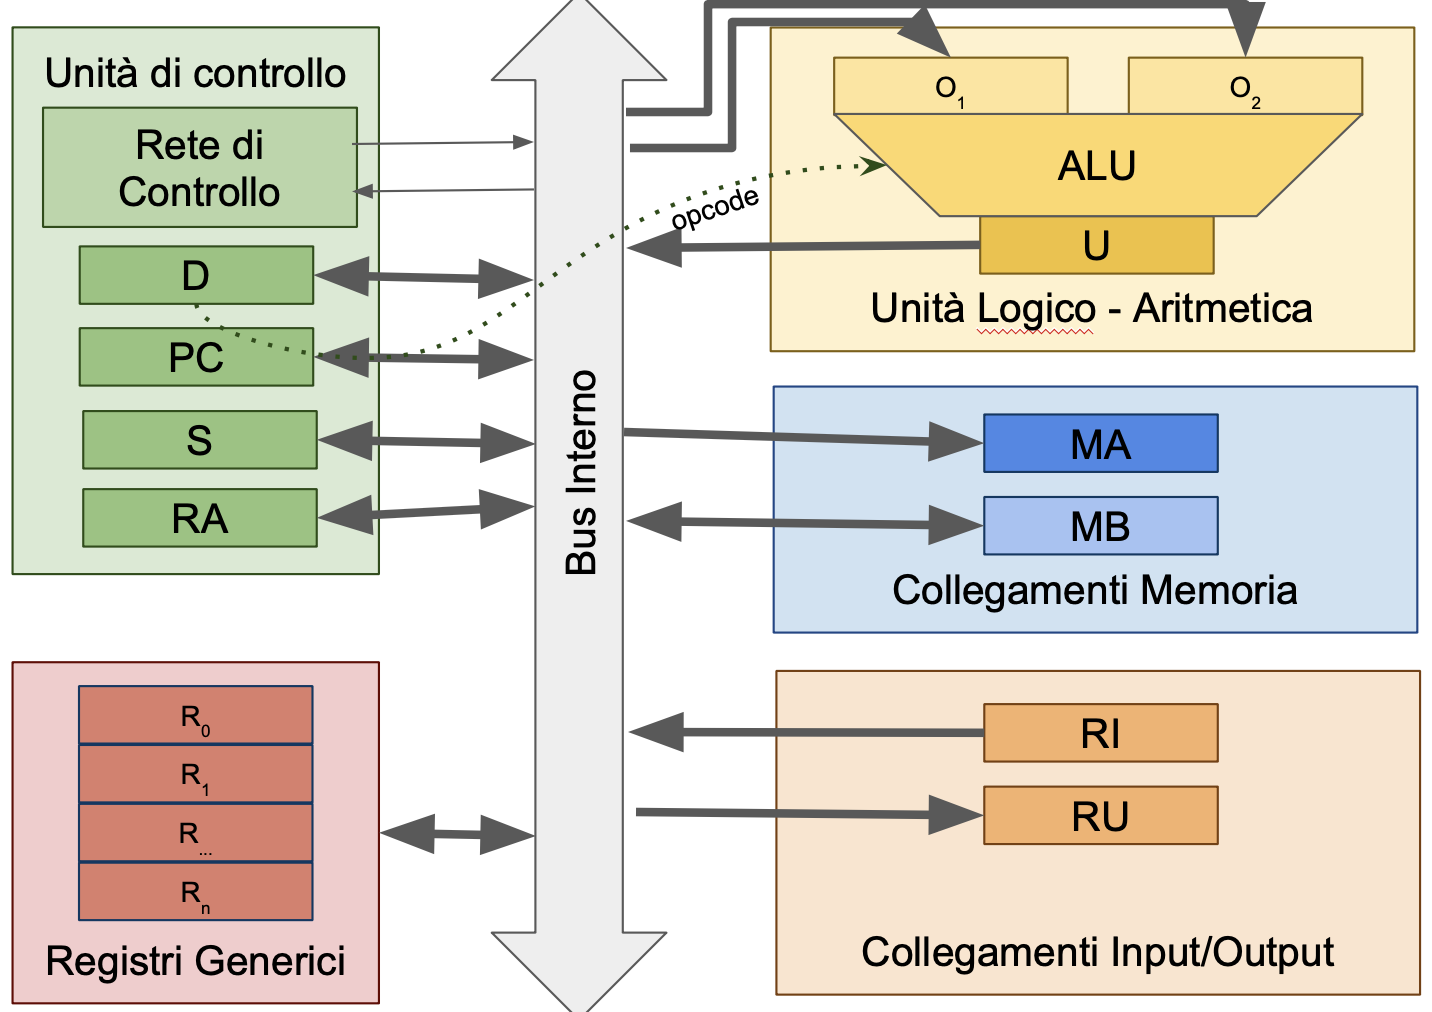 Unità di controllo
Rete di
Controllo
D
PC
S
RA
R0
R1
R...
Rn
Registri Generici
Bus Interno
opcode
O1
O2
ALU
U
Unità Logico - Aritmetica
MA
MB
Collegamenti Memoria
RI
RU
Collegamenti Input/Output